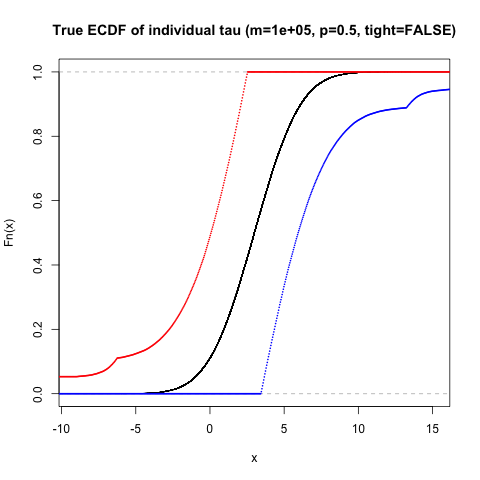 True ECDF of individual tau (m=1e+05, p=0.5, tight=FALSE)
Fn(x)
1.0
0.8
0.6
0.4
0.2
0.0
-10 -5 0 5 10 15
x